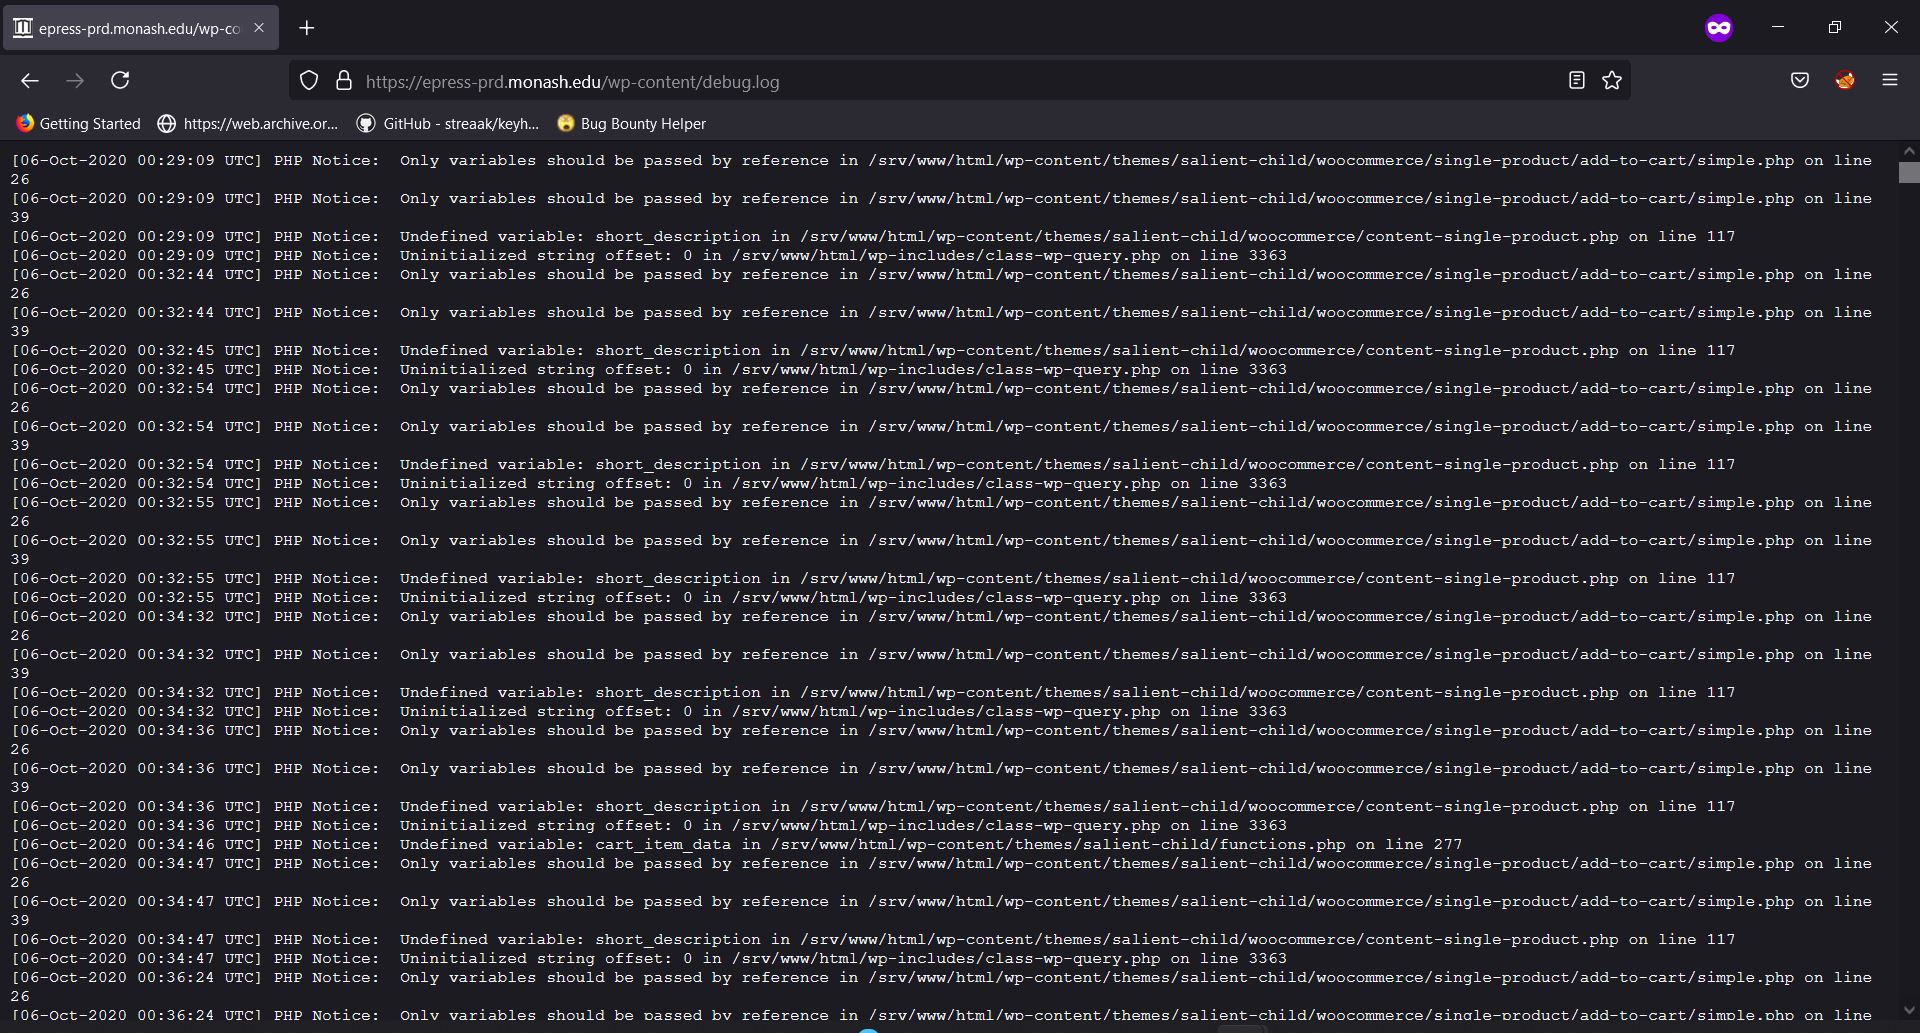 epress-prd.monash.edu/wp-co
https://epress-prd.monash.edu/wp-content/debug.log
Getting Started
https://web.archive.or...
GitHub - streaak/keyh...
Bug Bounty Helper
[06-Oct-2020 00:29:09 UTC] PHP Notice:  Only variables should be passed by reference in /srv/www/html/wp-content/themes/salient-child/woocommerce/single-product/add-to-cart/simple.php on line
26
[06-Oct-2020 00:29:09 UTC] PHP Notice:  Only variables should be passed by reference in /srv/www/html/wp-content/themes/salient-child/woocommerce/single-product/add-to-cart/simple.php on line
39
[06-Oct-2020 00:29:09 UTC] PHP Notice:  Undefined variable: short_description in /srv/www/html/wp-content/themes/salient-child/woocommerce/content-single-product.php on line 117
[06-Oct-2020 00:29:09 UTC] PHP Notice:  Uninitialized string offset: 0 in /srv/www/html/wp-includes/class-wp-query.php on line 3363
[06-Oct-2020 00:32:44 UTC] PHP Notice:  Only variables should be passed by reference in /srv/www/html/wp-content/themes/salient-child/woocommerce/single-product/add-to-cart/simple.php on line
26
[06-Oct-2020 00:32:44 UTC] PHP Notice:  Only variables should be passed by reference in /srv/www/html/wp-content/themes/salient-child/woocommerce/single-product/add-to-cart/simple.php on line
39
[06-Oct-2020 00:32:45 UTC] PHP Notice:  Undefined variable: short_description in /srv/www/html/wp-content/themes/salient-child/woocommerce/content-single-product.php on line 117
[06-Oct-2020 00:32:45 UTC] PHP Notice:  Uninitialized string offset: 0 in /srv/www/html/wp-includes/class-wp-query.php on line 3363
[06-Oct-2020 00:32:54 UTC] PHP Notice:  Only variables should be passed by reference in /srv/www/html/wp-content/themes/salient-child/woocommerce/single-product/add-to-cart/simple.php on line
26
[06-Oct-2020 00:32:54 UTC] PHP Notice:  Only variables should be passed by reference in /srv/www/html/wp-content/themes/salient-child/woocommerce/single-product/add-to-cart/simple.php on line
39
[06-Oct-2020 00:32:54 UTC] PHP Notice:  Undefined variable: short_description in /srv/www/html/wp-content/themes/salient-child/woocommerce/content-single-product.php on line 117
[06-Oct-2020 00:32:54 UTC] PHP Notice:  Uninitialized string offset: 0 in /srv/www/html/wp-includes/class-wp-query.php on line 3363
[06-Oct-2020 00:32:55 UTC] PHP Notice:  Only variables should be passed by reference in /srv/www/html/wp-content/themes/salient-child/woocommerce/single-product/add-to-cart/simple.php on line
26
[06-Oct-2020 00:32:55 UTC] PHP Notice:  Only variables should be passed by reference in /srv/www/html/wp-content/themes/salient-child/woocommerce/single-product/add-to-cart/simple.php on line
39
[06-Oct-2020 00:32:55 UTC] PHP Notice:  Undefined variable: short_description in /srv/www/html/wp-content/themes/salient-child/woocommerce/content-single-product.php on line 117
[06-Oct-2020 00:32:55 UTC] PHP Notice:  Uninitialized string offset: 0 in /srv/www/html/wp-includes/class-wp-query.php on line 3363
[06-Oct-2020 00:34:32 UTC] PHP Notice:  Only variables should be passed by reference in /srv/www/html/wp-content/themes/salient-child/woocommerce/single-product/add-to-cart/simple.php on line
26
[06-Oct-2020 00:34:32 UTC] PHP Notice:  Only variables should be passed by reference in /srv/www/html/wp-content/themes/salient-child/woocommerce/single-product/add-to-cart/simple.php on line
39
[06-Oct-2020 00:34:32 UTC] PHP Notice:  Undefined variable: short_description in /srv/www/html/wp-content/themes/salient-child/woocommerce/content-single-product.php on line 117
[06-Oct-2020 00:34:32 UTC] PHP Notice:  Uninitialized string offset: 0 in /srv/www/html/wp-includes/class-wp-query.php on line 3363
[06-Oct-2020 00:34:36 UTC] PHP Notice:  Only variables should be passed by reference in /srv/www/html/wp-content/themes/salient-child/woocommerce/single-product/add-to-cart/simple.php on line
26
[06-Oct-2020 00:34:36 UTC] PHP Notice:  Only variables should be passed by reference in /srv/www/html/wp-content/themes/salient-child/woocommerce/single-product/add-to-cart/simple.php on line
39
[06-Oct-2020 00:34:36 UTC] PHP Notice:  Undefined variable: short_description in /srv/www/html/wp-content/themes/salient-child/woocommerce/content-single-product.php on line 117
[06-Oct-2020 00:34:36 UTC] PHP Notice:  Uninitialized string offset: 0 in /srv/www/html/wp-includes/class-wp-query.php on line 3363
[06-Oct-2020 00:34:46 UTC] PHP Notice:  Undefined variable: cart_item_data in /srv/www/html/wp-content/themes/salient-child/functions.php on line 277
[06-Oct-2020 00:34:47 UTC] PHP Notice:  Only variables should be passed by reference in /srv/www/html/wp-content/themes/salient-child/woocommerce/single-product/add-to-cart/simple.php on line
26
[06-Oct-2020 00:34:47 UTC] PHP Notice:  Only variables should be passed by reference in /srv/www/html/wp-content/themes/salient-child/woocommerce/single-product/add-to-cart/simple.php on line
39
[06-Oct-2020 00:34:47 UTC] PHP Notice:  Undefined variable: short_description in /srv/www/html/wp-content/themes/salient-child/woocommerce/content-single-product.php on line 117
[06-Oct-2020 00:34:47 UTC] PHP Notice:  Uninitialized string offset: 0 in /srv/www/html/wp-includes/class-wp-query.php on line 3363
[06-Oct-2020 00:36:24 UTC] PHP Notice:  Only variables should be passed by reference in /srv/www/html/wp-content/themes/salient-child/woocommerce/single-product/add-to-cart/simple.php on line
26
[06-Oct-2020 00:36:24 UTC] PHP Notice:  Only variables should be passed by reference in /srv/www/html/wp-content/themes/salient-child/woocommerce/single-product/add-to-cart/simple.php on line